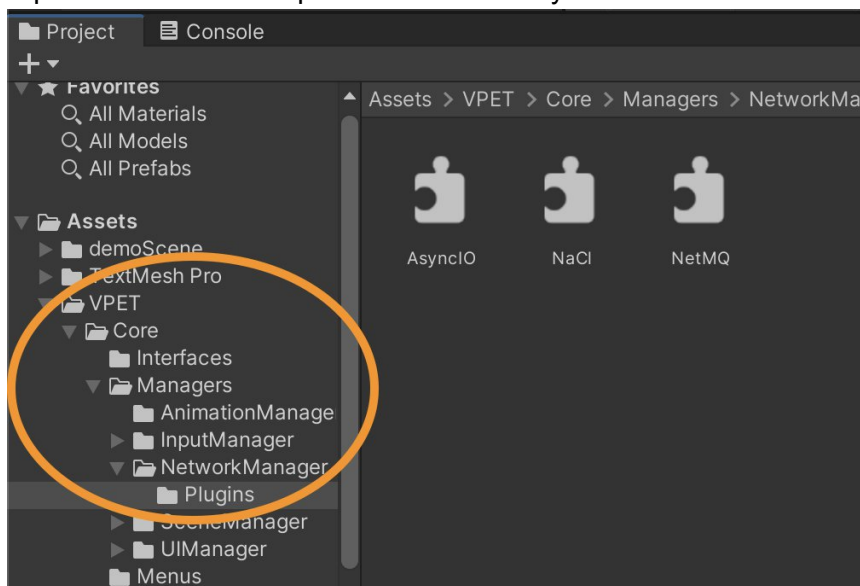 Project Console
Favorites
All Materials
All Models
All Prefabs
Assets
demoScene
TextMesh Pro
VPET
Core
Interfaces
Managers
AnimationManage
InputManager
NetworkManager
Plugins
SceneManager
UIManager
Menus
Assets > VPET > Core > Managers > NetworkMa
AsyncIO NaCl NetMQ